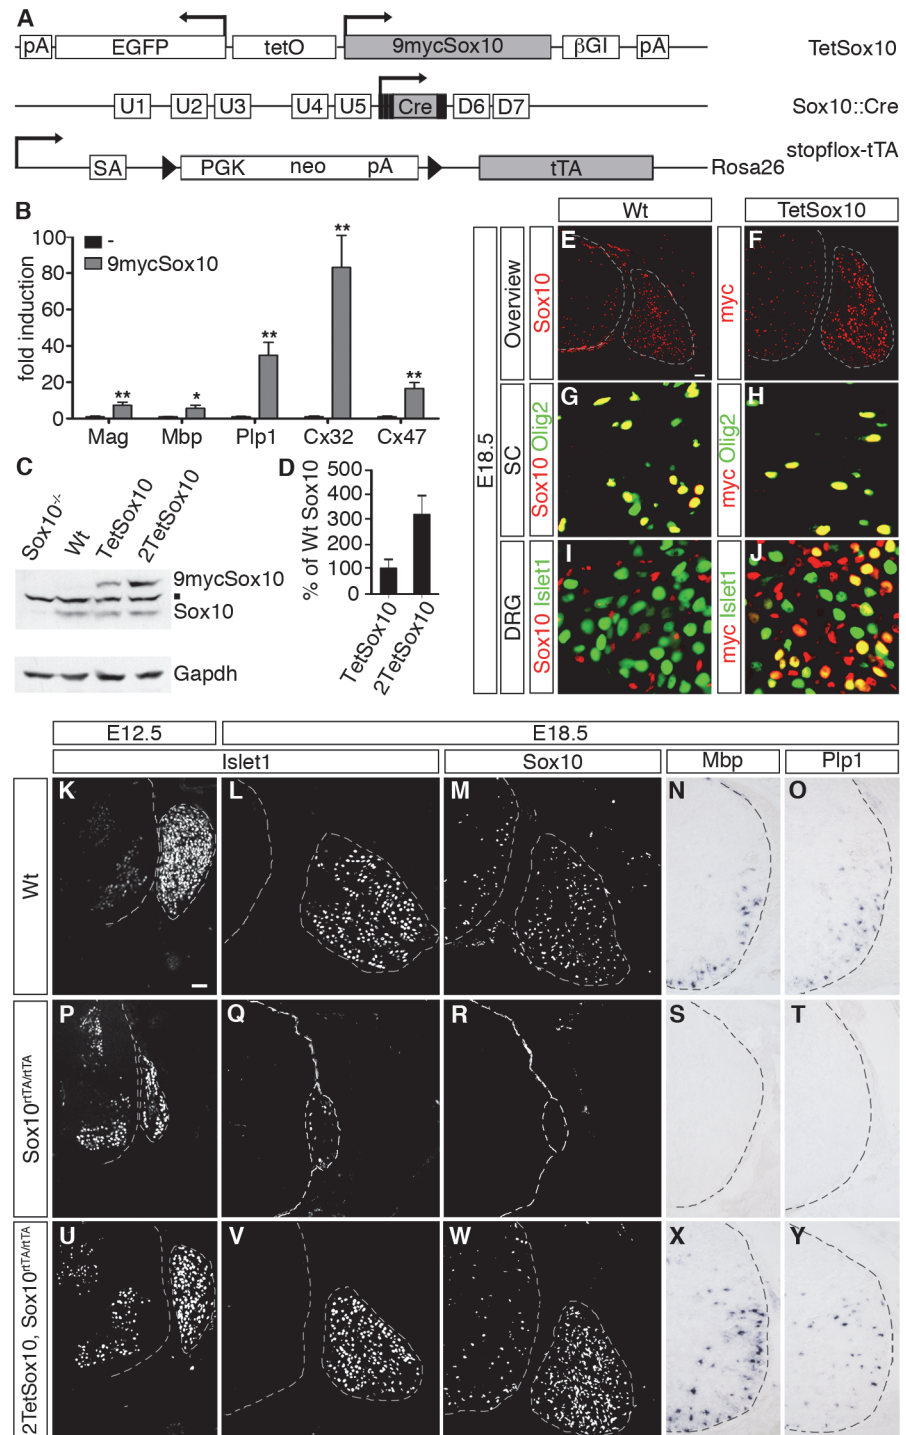 A
pA
EGFP
tetO
9mycSox10
βGl
pA
TetSox10
U1
U2
U3
U4
U5
Cre
D6
D7
Sox10::Cre
SA
PGK
neo
pA
tTA
Rosa26
stopflox-tTA
B
fold induction
100
80
60
40
20
0
-
9mycSox10
**
*
**
**
**
Mag
Mbp
Plp1
Cx32
Cx47
C
Sox10-/-
Wt
TetSox10
2TetSox10
9mycSox10
Sox10
Gapdh
D
% of Wt Sox10
500
400
300
200
100
0
TetSox10
2TetSox10
Wt
TetSox10
E18.5
Overview
Sox10
E
myc
F
SC
Sox10 Olig2
G
myc Olig2
H
DRG
Sox10 Islet1
I
myc Islet1
J
E12.5
E18.5
Islet1
Sox10
Mbp
Plp1
Wt
K
L
M
N
O
Sox10rtTA/rtTA
P
Q
R
S
T
2TetSox10, Sox10rtTA/rtTA
U
V
W
X
Y